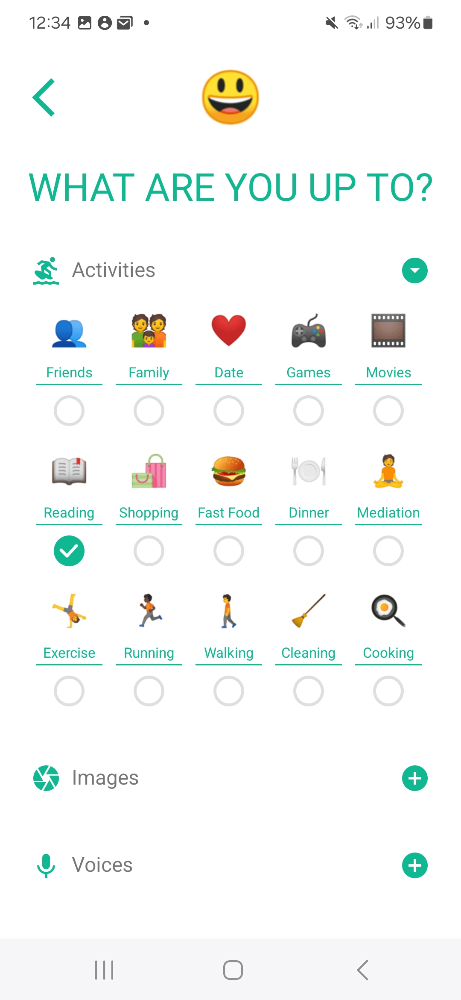 12:34 93%
WHAT ARE YOU UP TO?
Activities
Friends Family Date Games Movies
Reading Shopping Fast Food Dinner Mediation
Exercise Running Walking Cleaning Cooking
Images
Voices